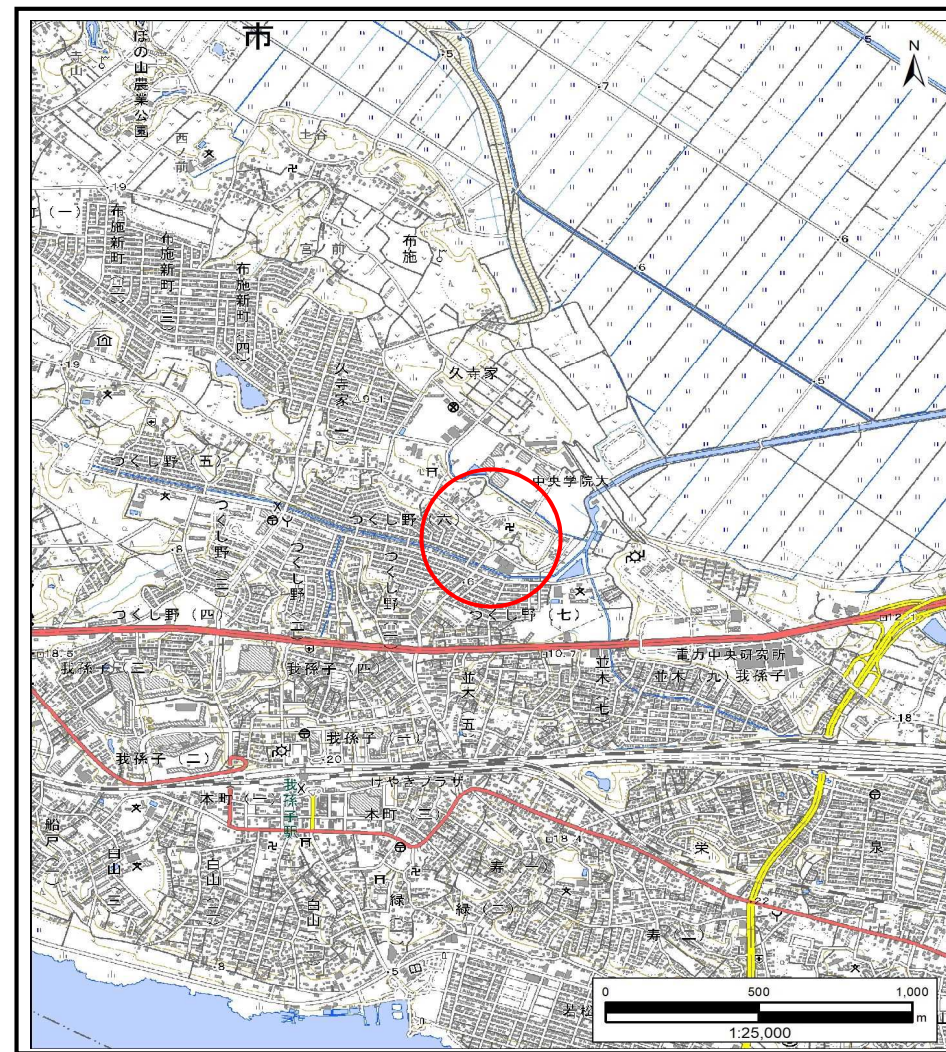 市
N
あけぼの山農業公園
土谷
西
前
宮前
布施
布施新町(二)
布施新町(三)
布施新町(四)
久寺家
久寺家(一)
中央学院大
つくし野(五)
つくし野(六)
つくし野(三)
つくし野(二)
つくし野(一)
つくし野(四)
つくし野(七)
電力中央研究所
我孫子
我孫子(三)
我孫子(四)
並木(五)
並木(七)
並木(九)
我孫子(二)
我孫子(一)
けやきプラザ
我孫子駅
本町(二)
本町(三)
船戸(二)
白山(三)
白山(二)
白山(一)
緑(一)
緑(二)
寿(一)
寿(二)
栄
泉
若松
0 500 1,000
m
1:25,000